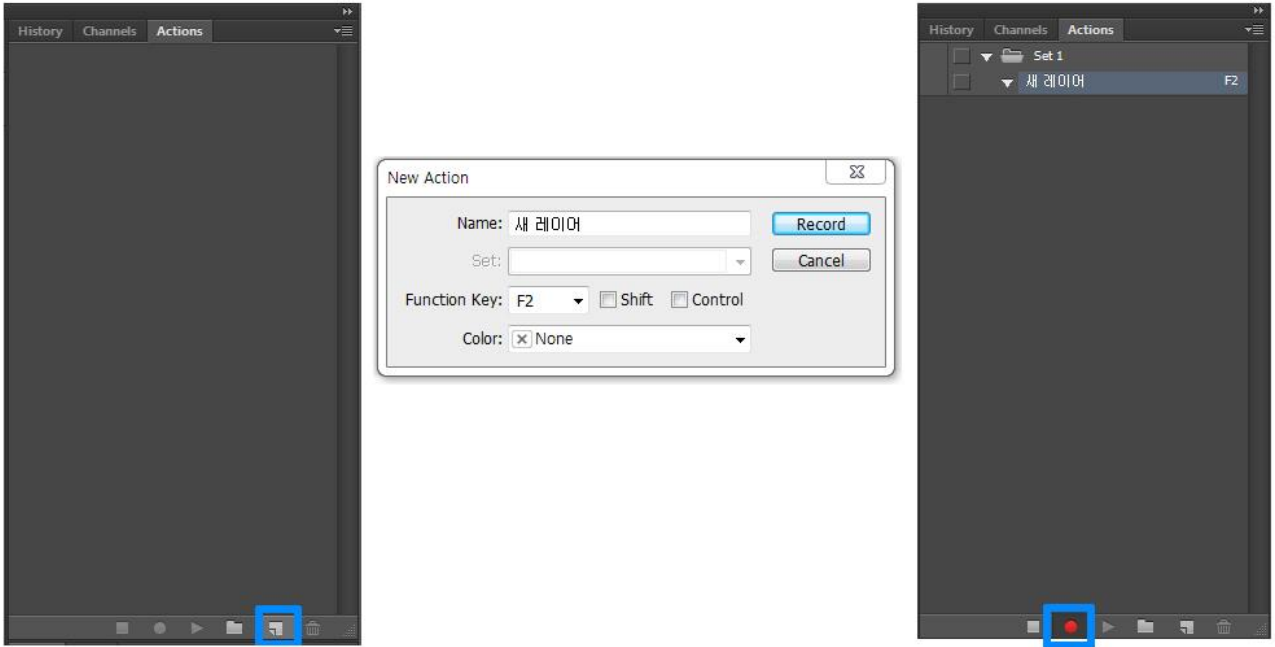 History Channels Actions
New Action
Name: 새 레이어
Record
Set:
Cancel
Function Key: F2 Shift Control
Color: None
History Channels Actions
Set 1
새 레이어 F2